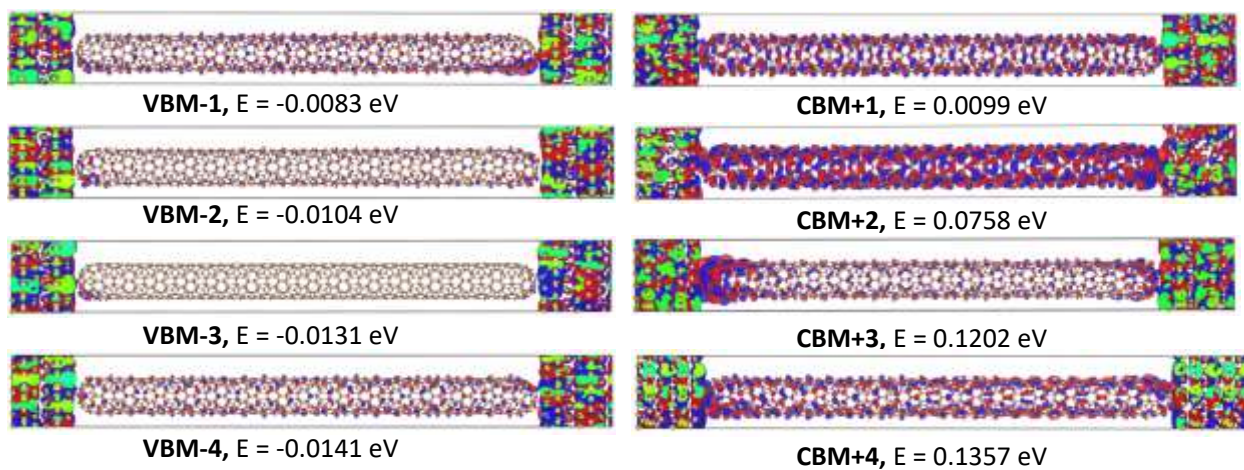 VBM-1, E = -0.0083 eV
CBM+1, E = 0.0099 eV
VBM-2, E = -0.0104 eV
CBM+2, E = 0.0758 eV
VBM-3, E = -0.0131 eV
CBM+3, E = 0.1202 eV
VBM-4, E = -0.0141 eV
CBM+4, E = 0.1357 eV